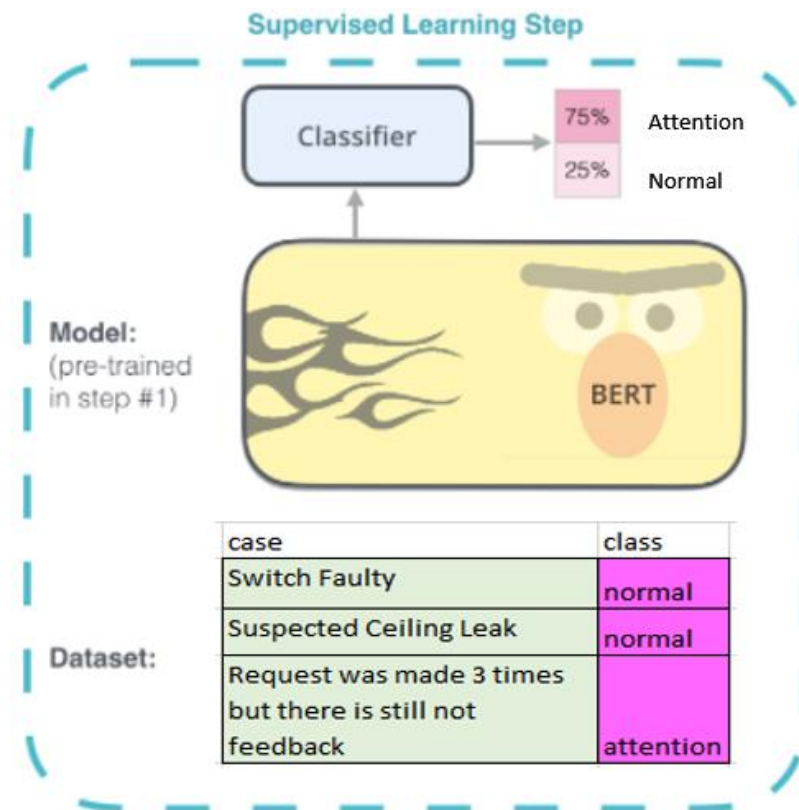 Supervised Learning Step
Classifier
75%
Attention
25%
Normal
Model:
(pre-trained
in step #1)
BERT
Dataset:
case class
Switch Faulty normal
Suspected Ceiling Leak normal
Request was made 3 times
but there is still not
feedback attention